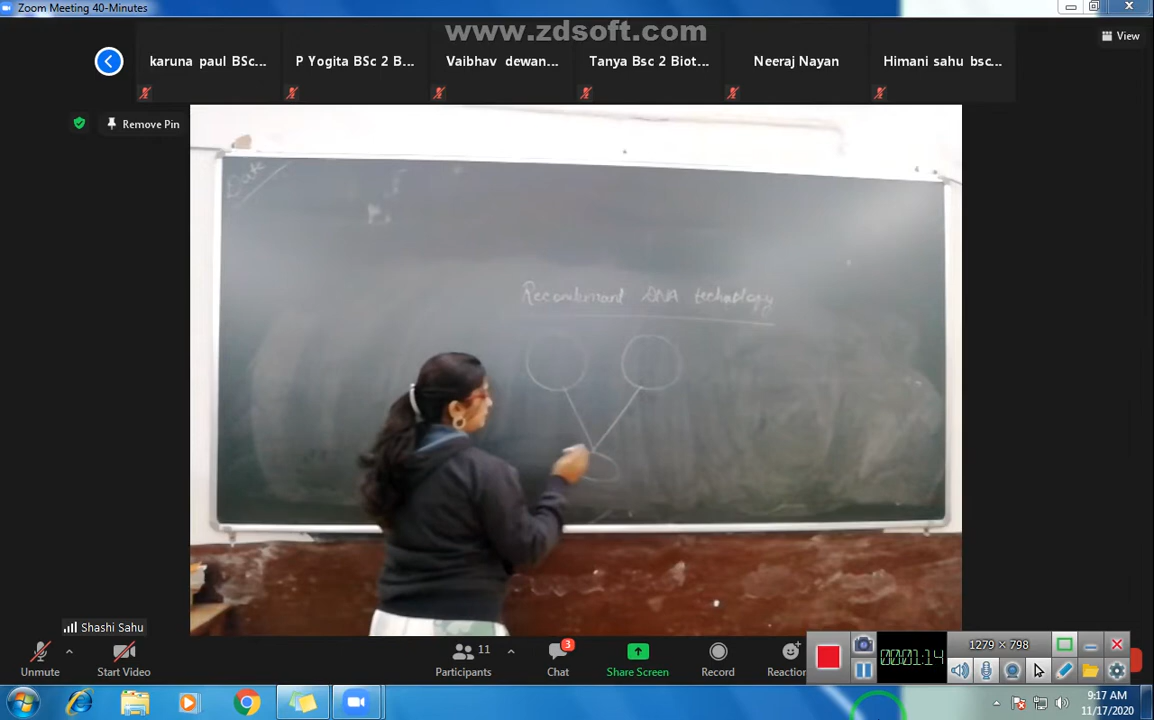 Zoom Meeting 40-Minutes
www.zdsoft.com
View
karuna paul BSc...
P Yogita BSc 2 B...
Vaibhav dewan...
Tanya Bsc 2 Biot...
Neeraj Nayan
Himani sahu bsc...
Remove Pin
Date
Recombinant DNA technology
Shashi Sahu
Unmute
Start Video
11
Participants
3
Chat
Share Screen
Record
Reaction
00:01:14
1279 × 798
9:17 AM
11/17/2020